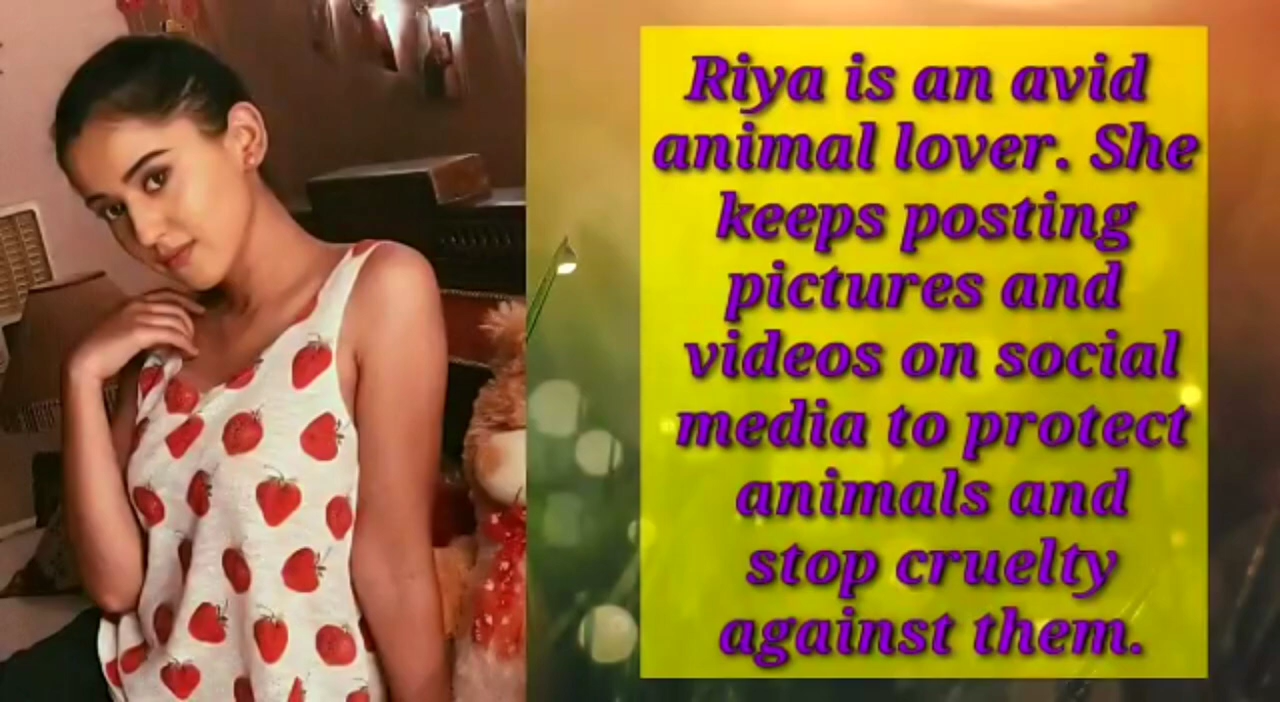 Riya is an avid
animal lover. She
keeps posting
pictures and
videos on social
media to protect
animals and
stop cruelty
against them.